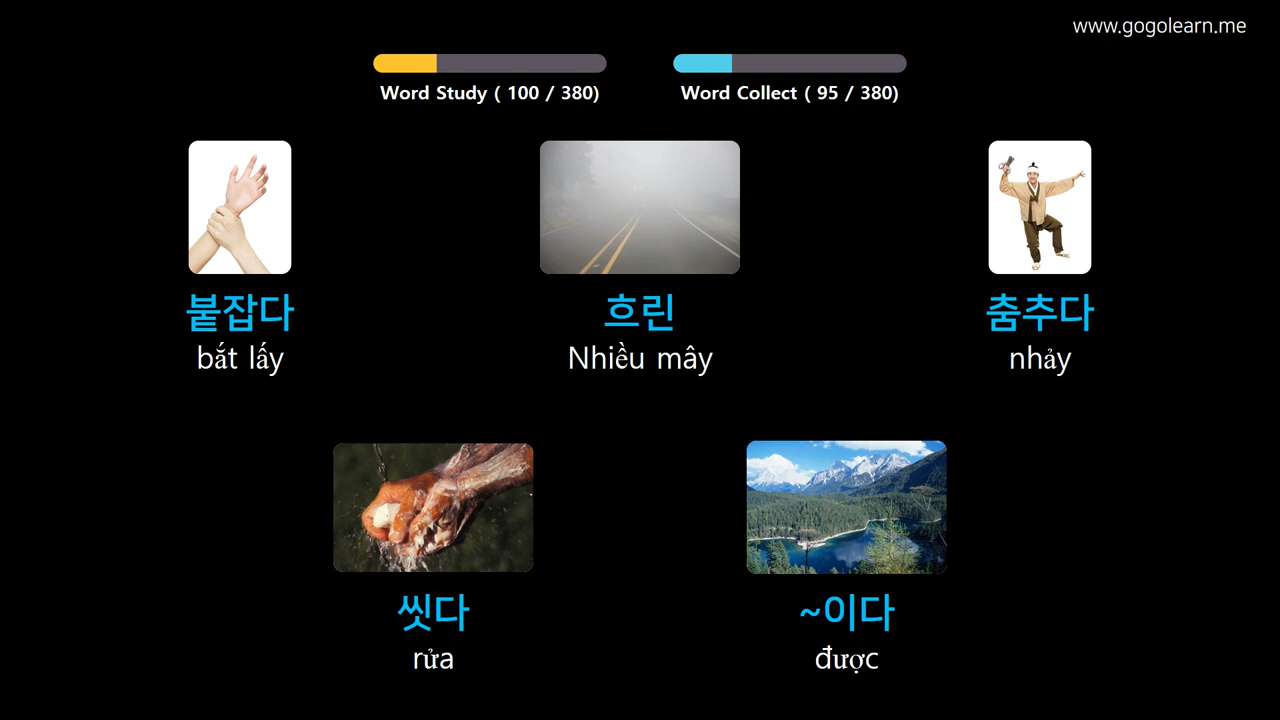 www.gogolearn.me
Word Study ( 100 / 380)
Word Collect ( 95 / 380)
붙잡다
bắt lấy
흐린
Nhiều mây
춤추다
nhảy
씻다
rửa
~이다
được